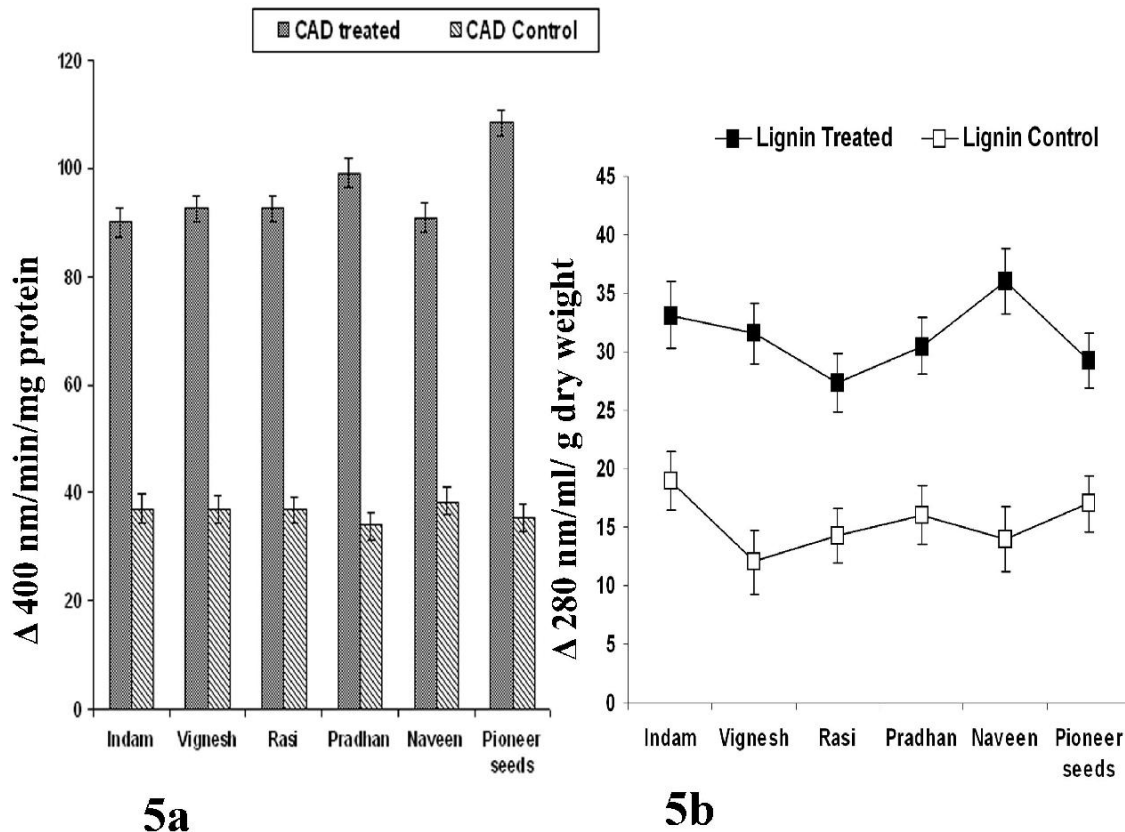 CAD treated CAD Control
Δ 400 nm/min/mg protein
120
100
80
60
40
20
0
Indam Vignesh Rasi Pradhan Naveen Pioneer
seeds
5a
Lignin Treated Lignin Control
Δ 280 nm/ml/ g dry weight
45
40
35
30
25
20
15
10
5
0
Indam Vignesh Rasi Pradhan Naveen Pioneer
seeds
5b